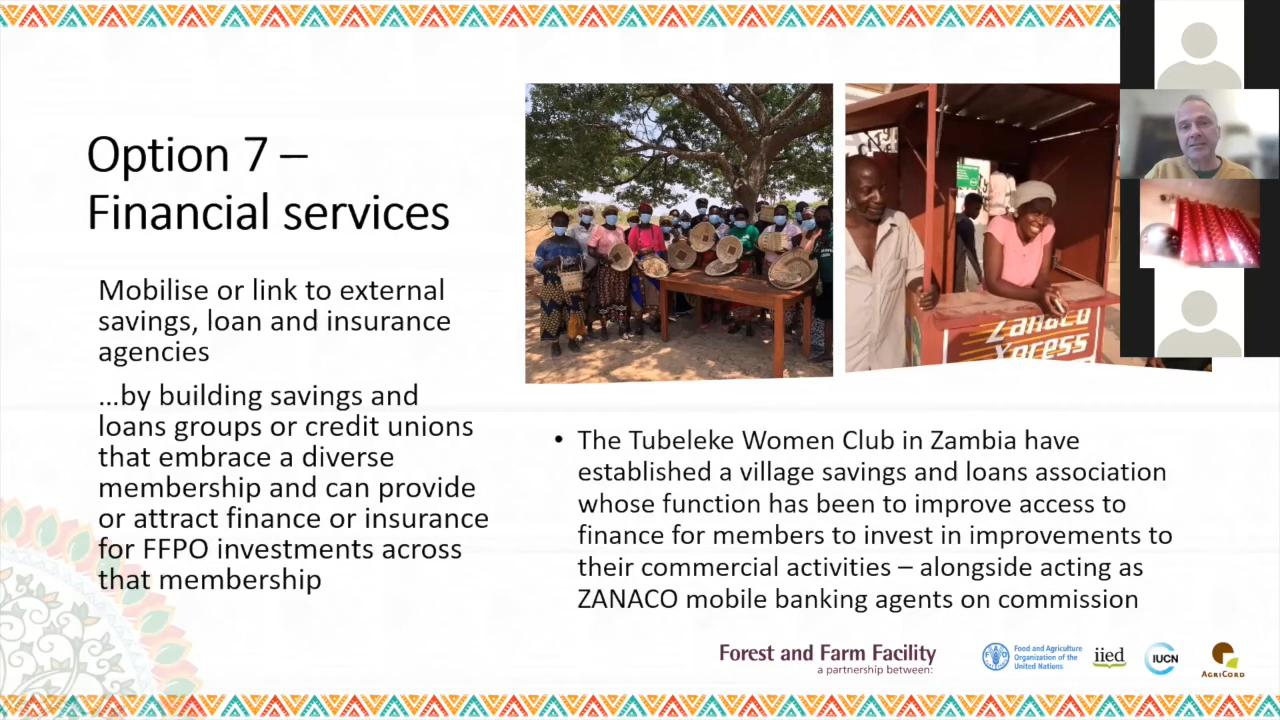 Option 7 –
Financial services
Mobilise or link to external
savings, loan and insurance
agencies
…by building savings and
loans groups or credit unions
that embrace a diverse
membership and can provide
or attract finance or insurance
for FFPO investments across
that membership
Zanaco
Xpress
• The Tubeleke Women Club in Zambia have
established a village savings and loans association
whose function has been to improve access to
finance for members to invest in improvements to
their commercial activities – alongside acting as
ZANACO mobile banking agents on commission
Forest and Farm Facility
a partnership between:
Food and Agriculture
Organization of the
United Nations
iied
IUCN
AGRICORD